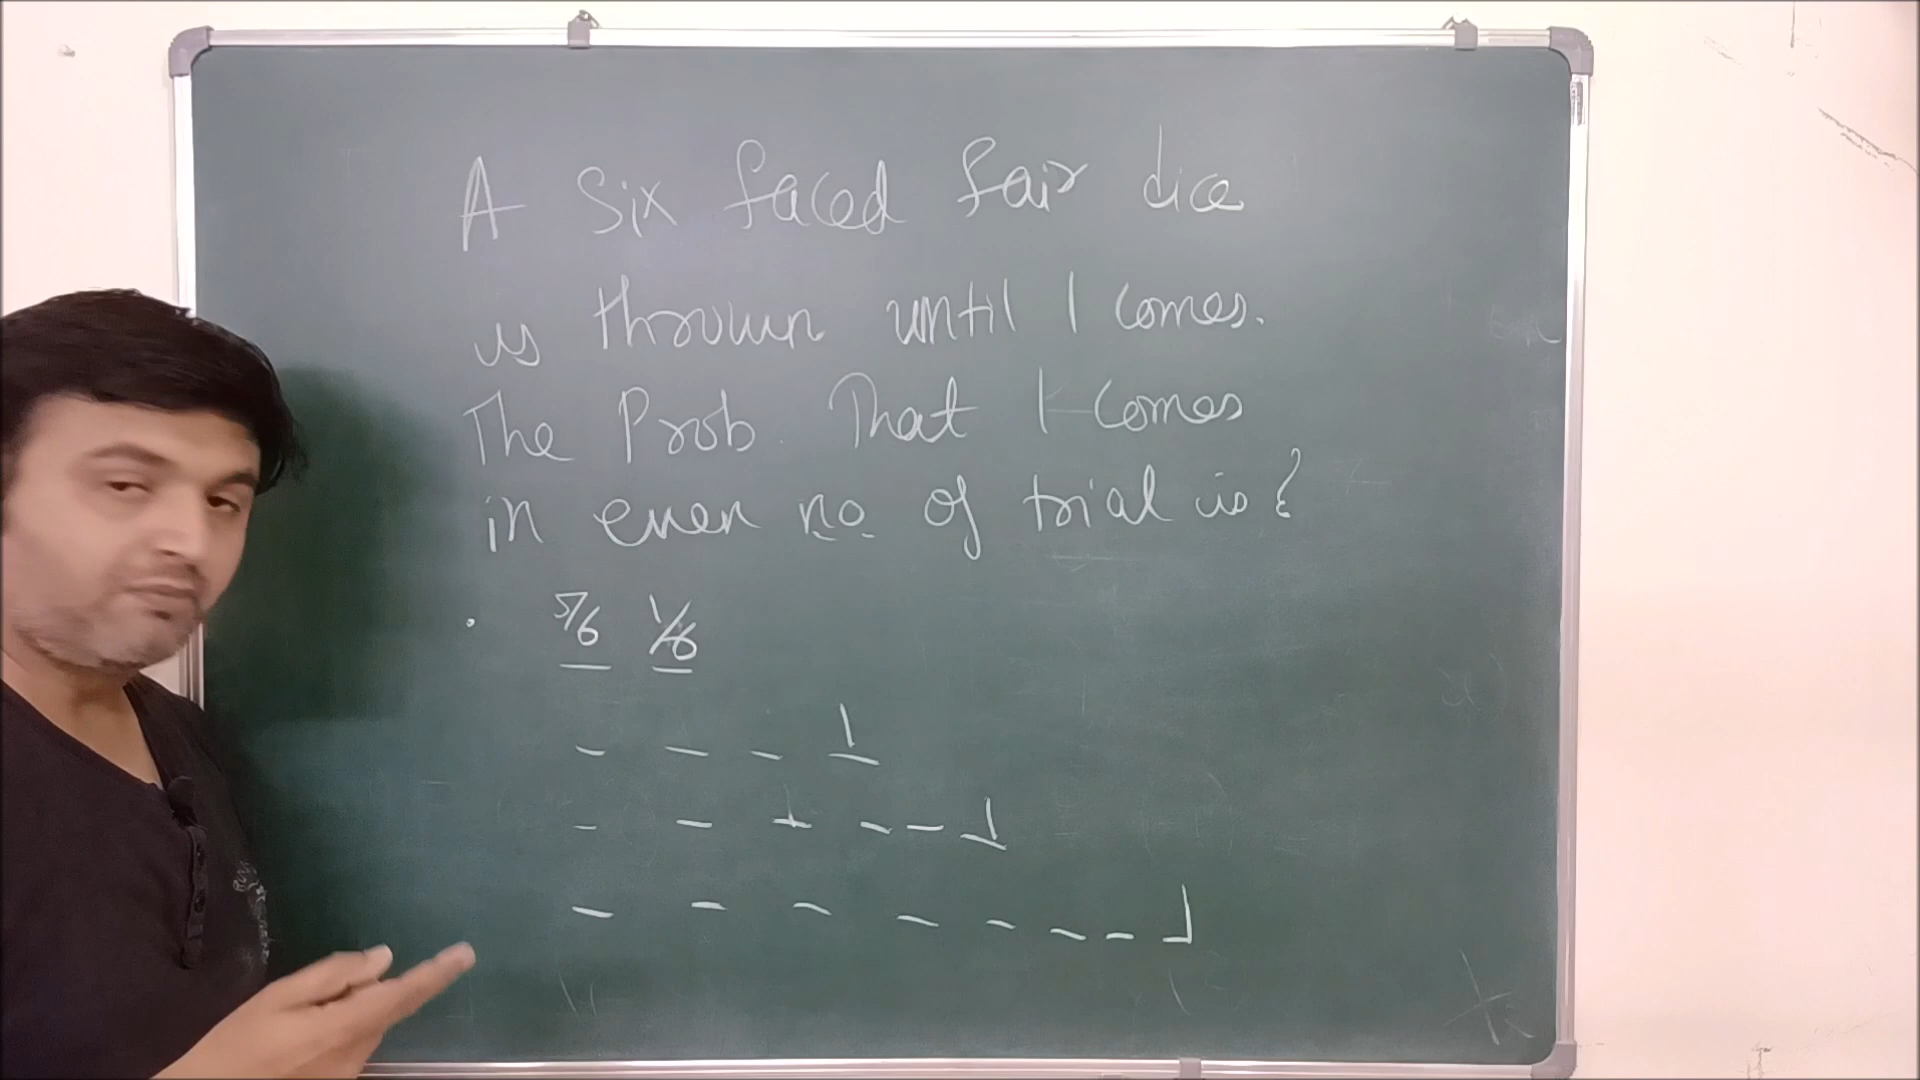 A Six faced fair dice
is thrown until 1 comes.
The Prob. That 1 comes
in even no of trial is?
5/6 1/6
1
1
1